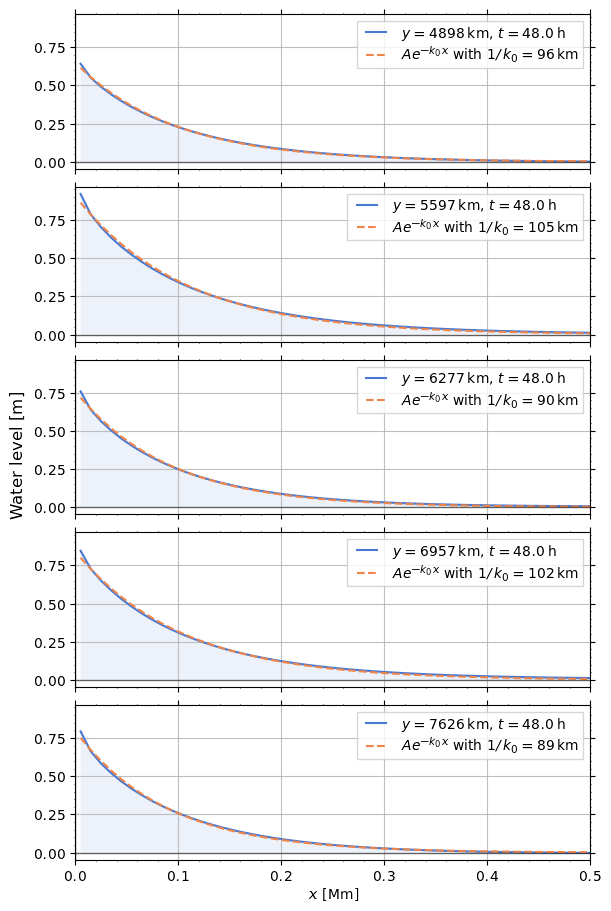 y = 4898 km, t = 48.0 h
Ae^{-k_0 x} with 1/k_0 = 96 km
0.75
0.50
0.25
0.00
y = 5597 km, t = 48.0 h
Ae^{-k_0 x} with 1/k_0 = 105 km
0.75
0.50
0.25
0.00
y = 6277 km, t = 48.0 h
Ae^{-k_0 x} with 1/k_0 = 90 km
0.75
0.50
0.25
0.00
Water level [m]
y = 6957 km, t = 48.0 h
Ae^{-k_0 x} with 1/k_0 = 102 km
0.75
0.50
0.25
0.00
y = 7626 km, t = 48.0 h
Ae^{-k_0 x} with 1/k_0 = 89 km
0.75
0.50
0.25
0.00
0.0 0.1 0.2 0.3 0.4 0.5
x [Mm]